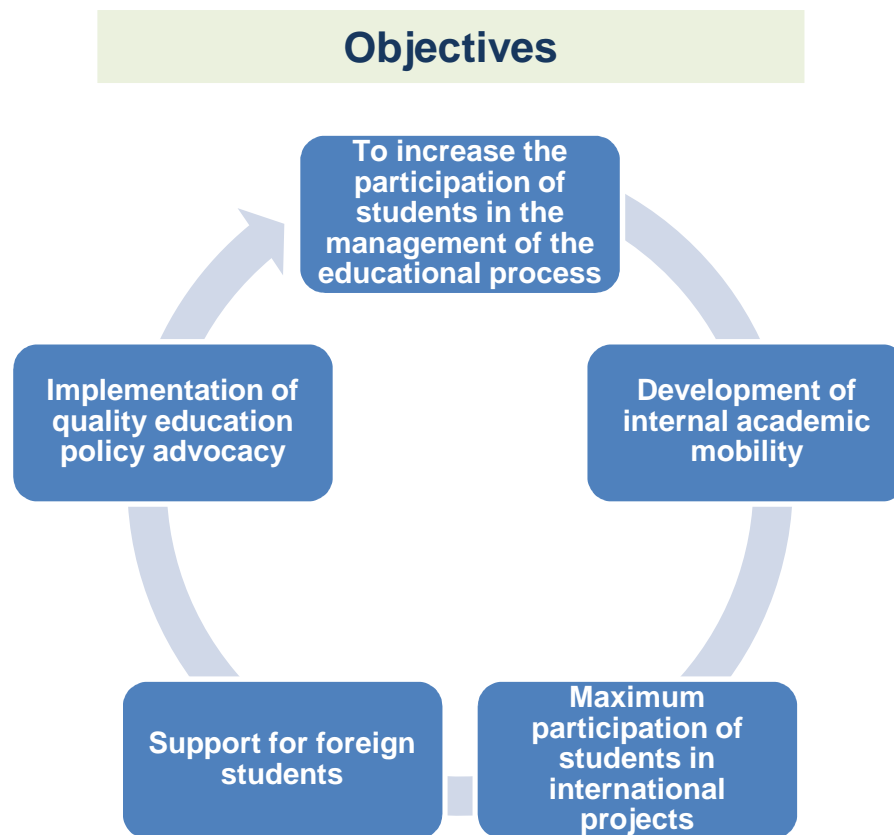 Objectives
To increase the
participation of
students in the
management of the
educational process
Development of
internal academic
mobility
Maximum
participation of
students in
international
projects
Support for foreign
students
Implementation of
quality education
policy advocacy